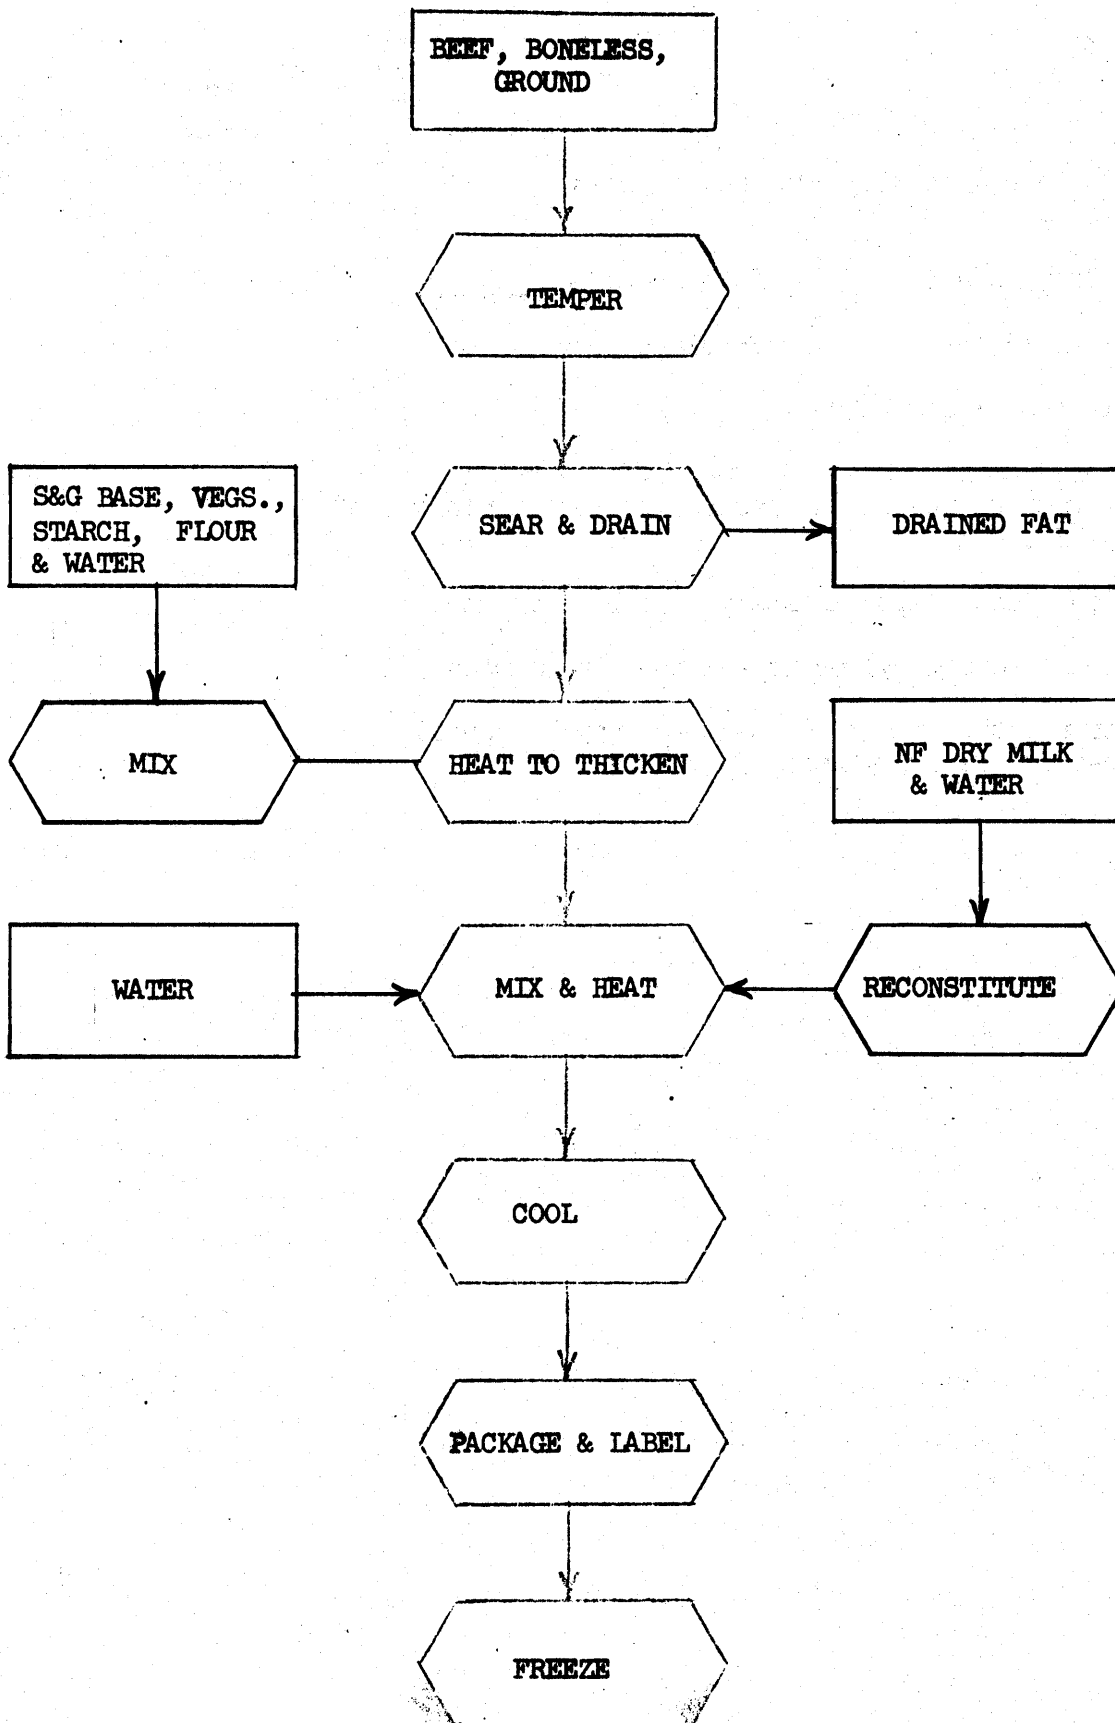 BEEF, BONELESS,
GROUND
TEMPER
S&G BASE, VEGS.,
STARCH, FLOUR
& WATER
SEAR & DRAIN
DRAINED FAT
MIX
HEAT TO THICKEN
NF DRY MILK
& WATER
WATER
MIX & HEAT
RECONSTITUTE
COOL
PACKAGE & LABEL
FREEZE